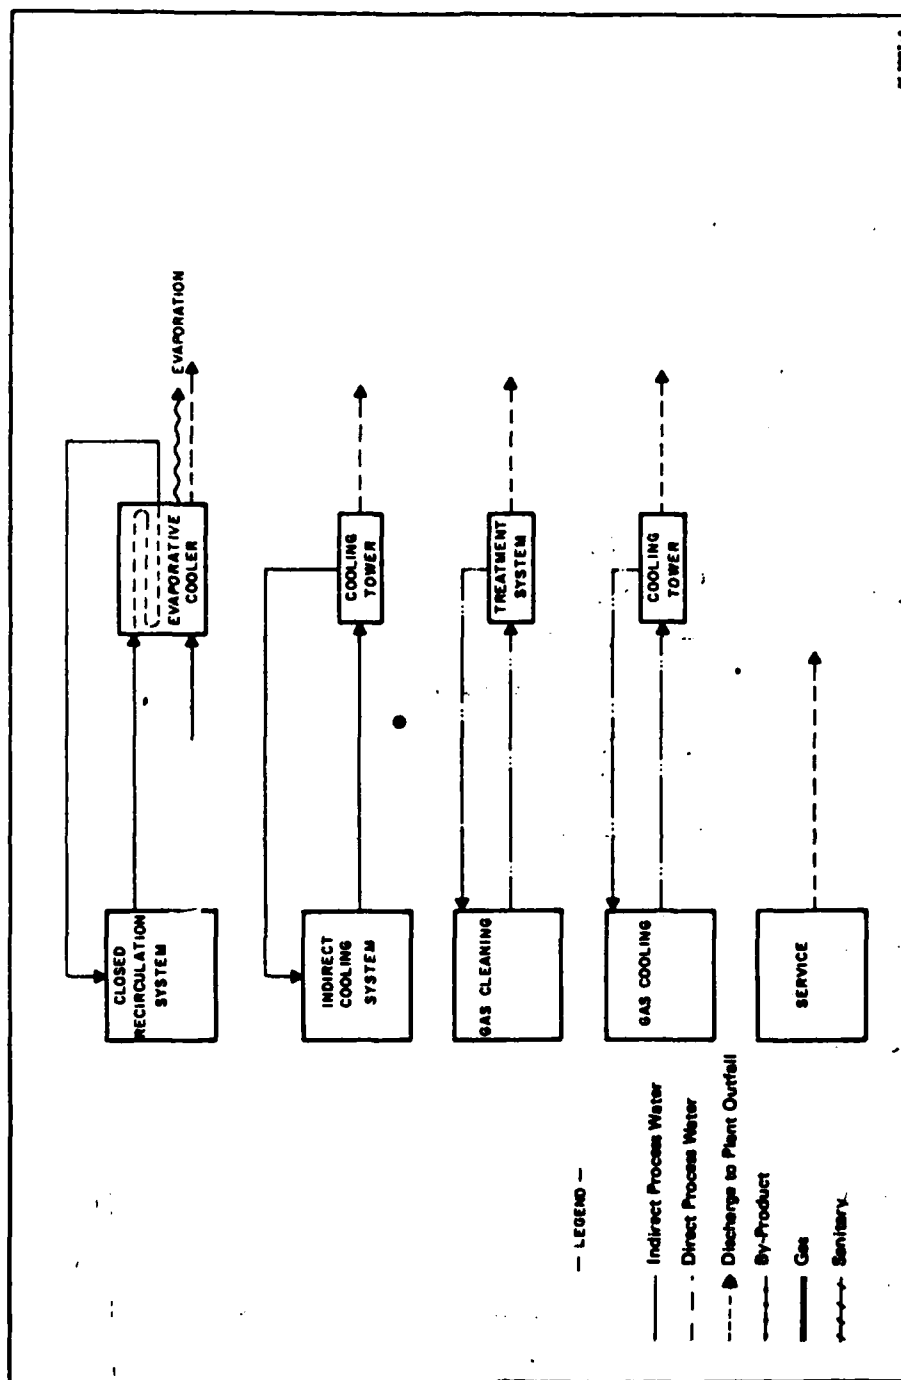 CLOSED
RECIRCULATION
SYSTEM
EVAPORATIVE
COOLER
EVAPORATION
INDIRECT
COOLING
SYSTEM
COOLING
TOWER
GAS CLEANING
TREATMENT
SYSTEM
GAS COOLING
COOLING
TOWER
SERVICE
— LEGEND —
Indirect Process Water
Direct Process Water
Discharge to Plant Outfall
By-Product
Gas
Sanitary